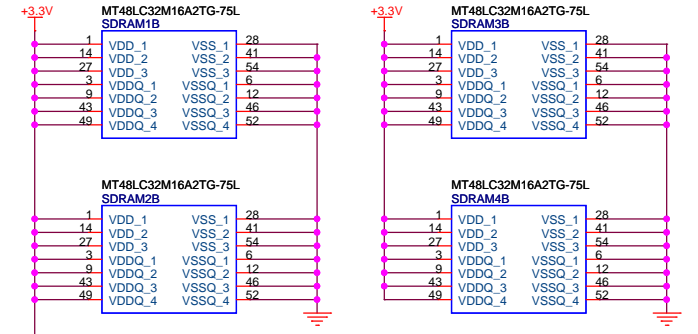 +3.3V
MT48LC32M16A2TG-75L
SDRAM1B
1 VDD_1 VSS_1 28
14 VDD_2 VSS_2 41
27 VDD_3 VSS_3 54
3 VDDQ_1 VSSQ_1 6
9 VDDQ_2 VSSQ_2 12
43 VDDQ_3 VSSQ_3 46
49 VDDQ_4 VSSQ_4 52
+3.3V
MT48LC32M16A2TG-75L
SDRAM3B
1 VDD_1 VSS_1 28
14 VDD_2 VSS_2 41
27 VDD_3 VSS_3 54
3 VDDQ_1 VSSQ_1 6
9 VDDQ_2 VSSQ_2 12
43 VDDQ_3 VSSQ_3 46
49 VDDQ_4 VSSQ_4 52
MT48LC32M16A2TG-75L
SDRAM2B
1 VDD_1 VSS_1 28
14 VDD_2 VSS_2 41
27 VDD_3 VSS_3 54
3 VDDQ_1 VSSQ_1 6
9 VDDQ_2 VSSQ_2 12
43 VDDQ_3 VSSQ_3 46
49 VDDQ_4 VSSQ_4 52
MT48LC32M16A2TG-75L
SDRAM4B
1 VDD_1 VSS_1 28
14 VDD_2 VSS_2 41
27 VDD_3 VSS_3 54
3 VDDQ_1 VSSQ_1 6
9 VDDQ_2 VSSQ_2 12
43 VDDQ_3 VSSQ_3 46
49 VDDQ_4 VSSQ_4 52